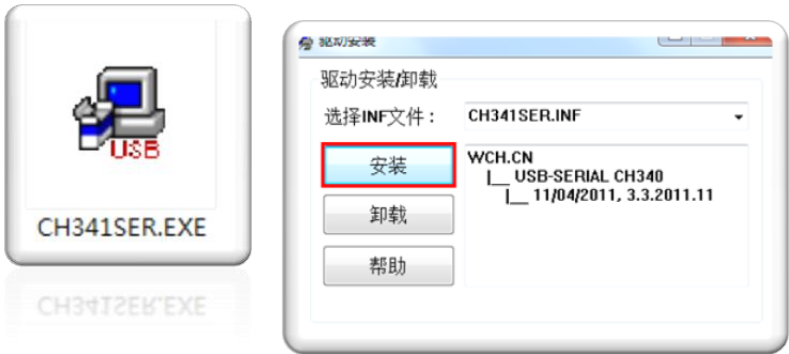 USB
CH341SER.EXE
驱动安装
驱动安装/卸载
选择INF文件：
CH341SER.INF
安装
卸载
帮助
WCH.CN
|__ USB-SERIAL CH340
|__ 11/04/2011, 3.3.2011.11